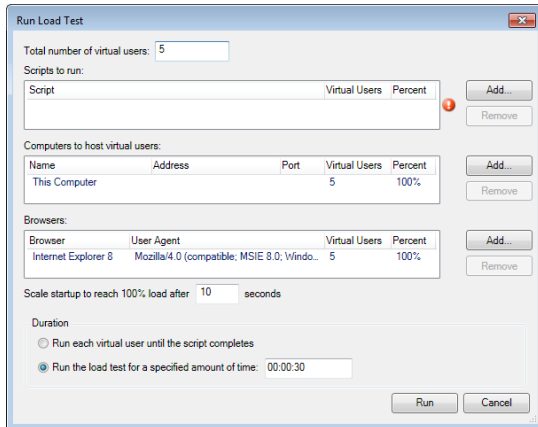 Run Load Test
Total number of virtual users: 5
Scripts to run:
Script Virtual Users Percent
Add...
Remove
Computers to host virtual users:
Name Address Port Virtual Users Percent
This Computer 5 100%
Add...
Remove
Browsers:
Browser User Agent Virtual Users Percent
Internet Explorer 8 Mozilla/4.0 (compatible; MSIE 8.0; Windo... 5 100%
Add...
Remove
Scale startup to reach 100% load after 10 seconds
Duration
Run each virtual user until the script completes
Run the load test for a specified amount of time: 00:00:30
Run Cancel